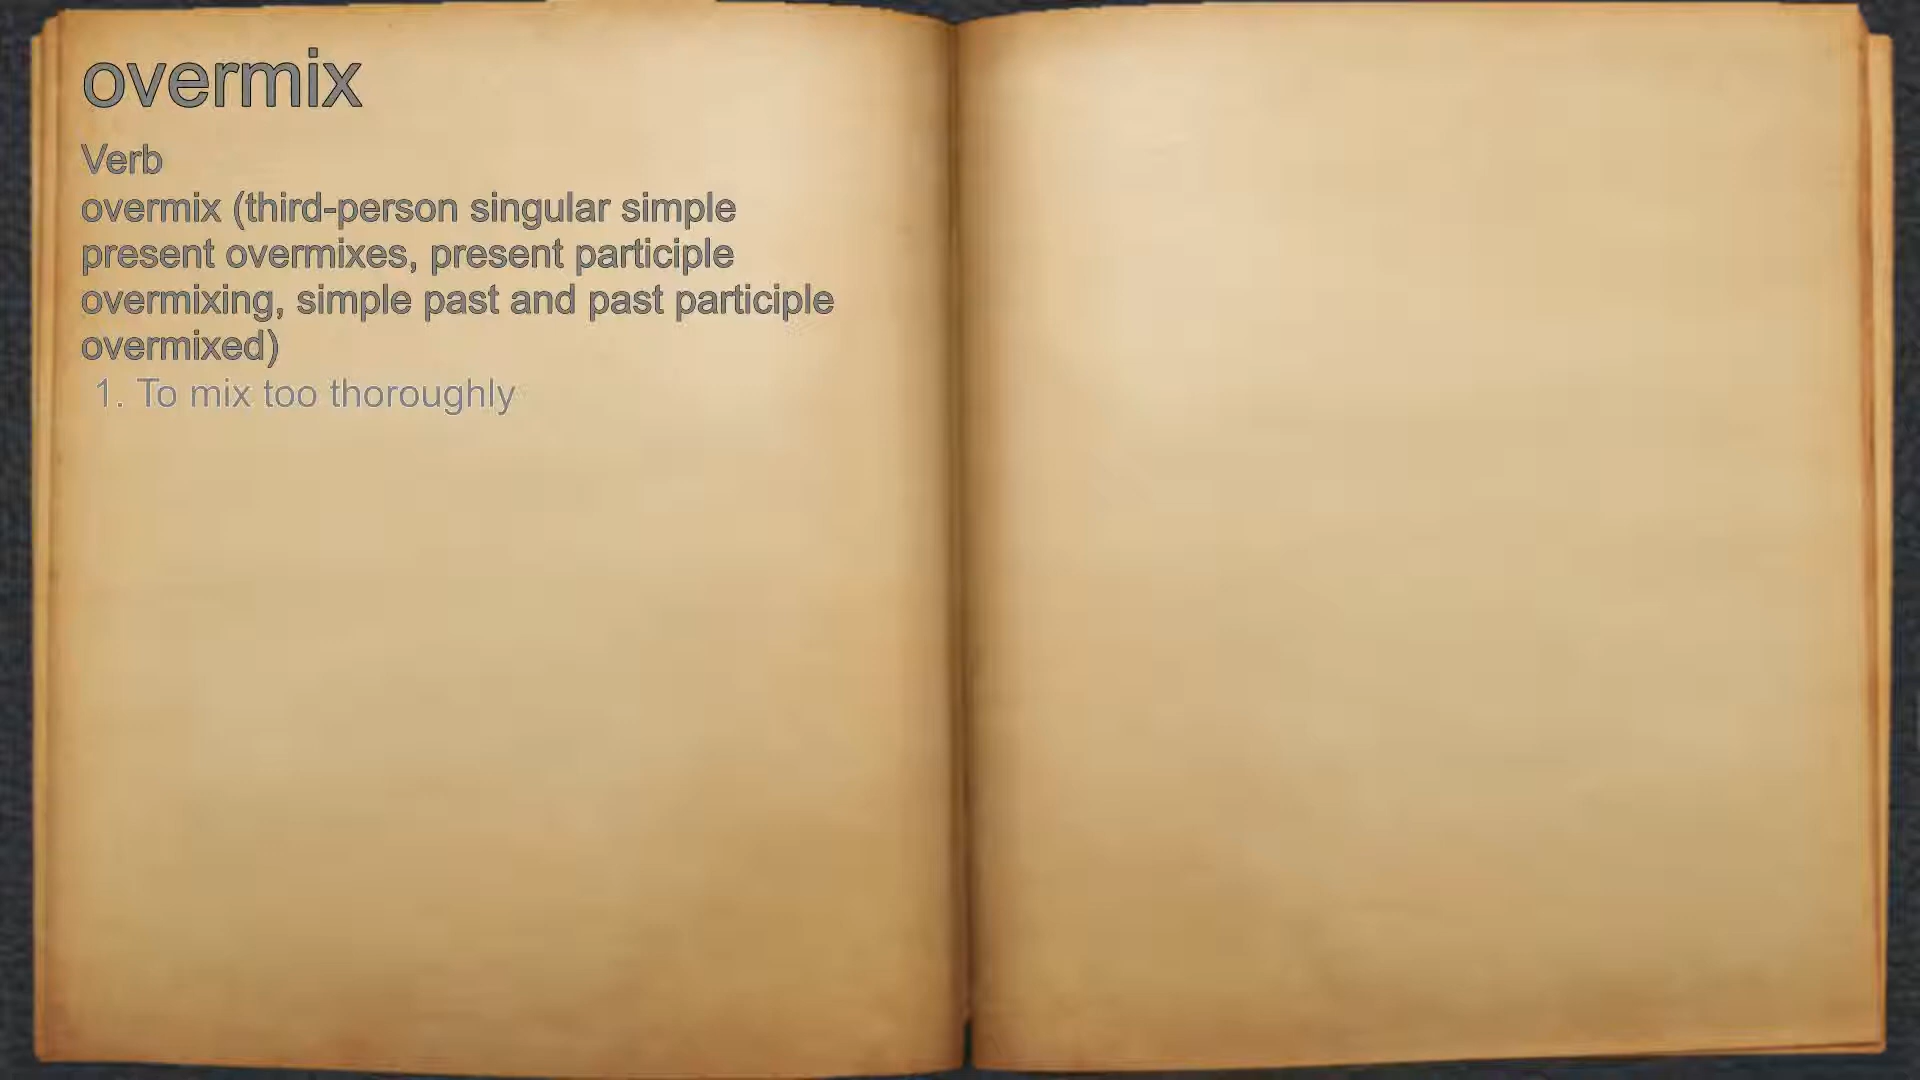 overmix
Verb
overmix (third-person singular simple
present overmixes, present participle
overmixing, simple past and past participle
overmixed)
1. To mix too thoroughly